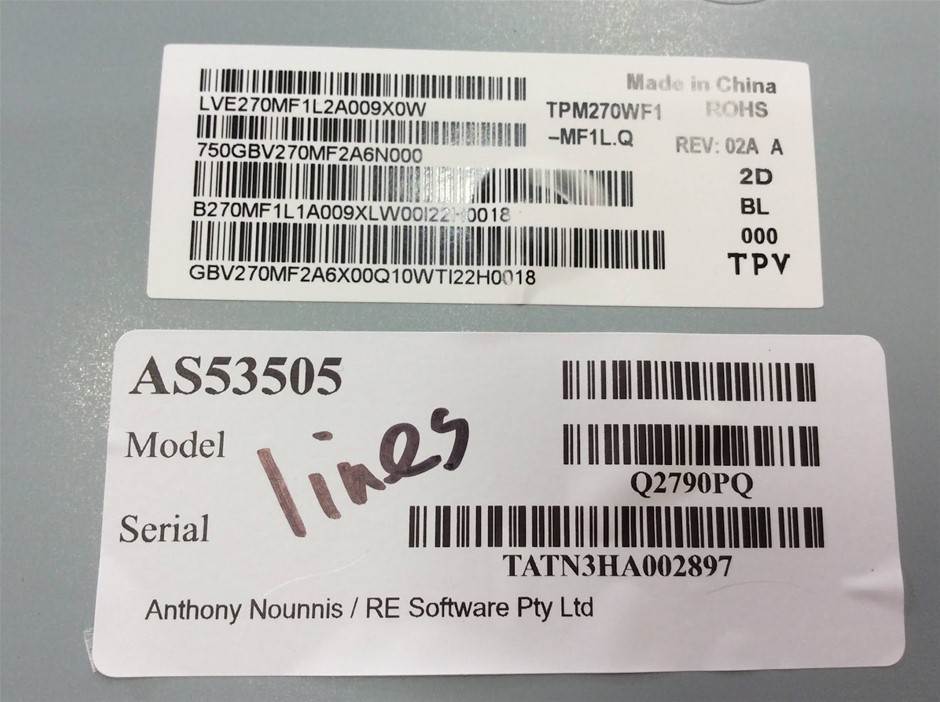 Made in China
LVE270MF1L2A009X0W
TPM270WF1
ROHS
-MF1L.Q
REV: 02A A
750GBV270MF2A6N000
2D
B270MF1L1A009XLW00I22H0018
BL
000
GBV270MF2A6X00Q10WTI22H0018
TPV
AS53505
Model
lines
Q2790PQ
Serial
TATN3HA002897
Anthony Nounnis / RE Software Pty Ltd